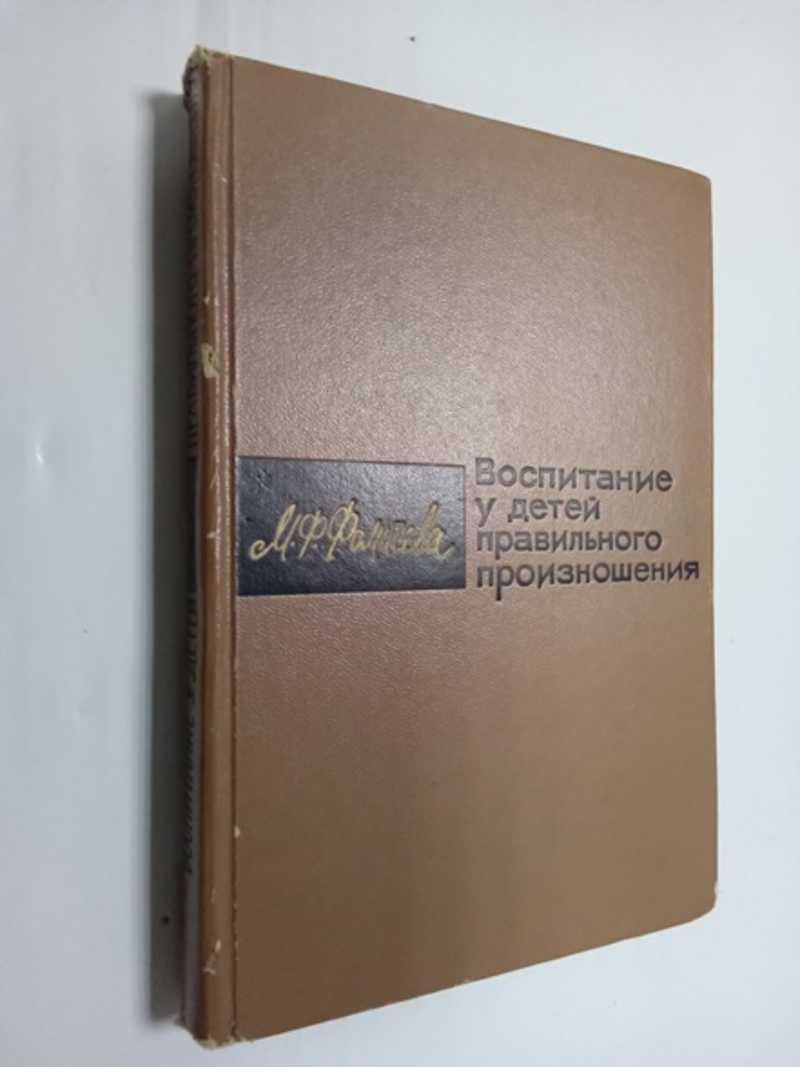 М.Ф. Фомичева
Воспитание
у детей
правильного
произношения